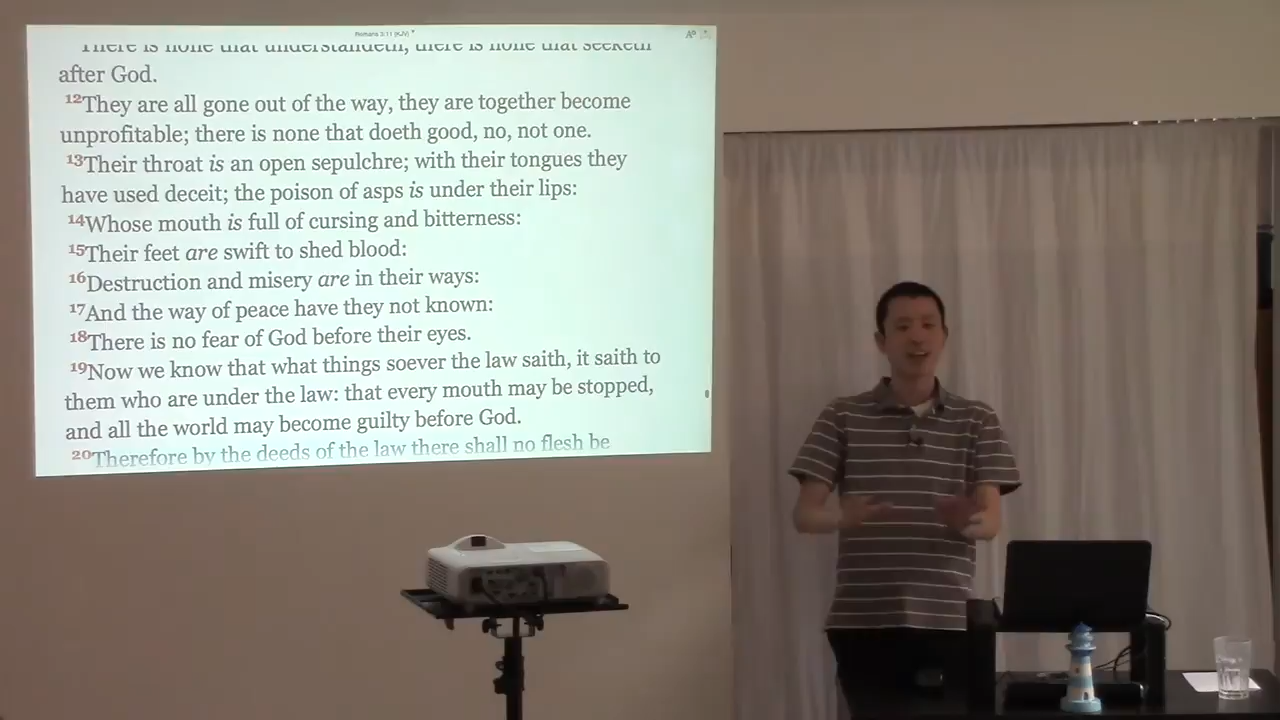 Romans 3:11 (KJV)
There is none that understandeth, there is none that seeketh
after God.
12They are all gone out of the way, they are together become
unprofitable; there is none that doeth good, no, not one.
13Their throat is an open sepulchre; with their tongues they
have used deceit; the poison of asps is under their lips:
14Whose mouth is full of cursing and bitterness:
15Their feet are swift to shed blood:
16Destruction and misery are in their ways:
17And the way of peace have they not known:
18There is no fear of God before their eyes.
19Now we know that what things soever the law saith, it saith to
them who are under the law: that every mouth may be stopped,
and all the world may become guilty before God.
20Therefore by the deeds of the law there shall no flesh be